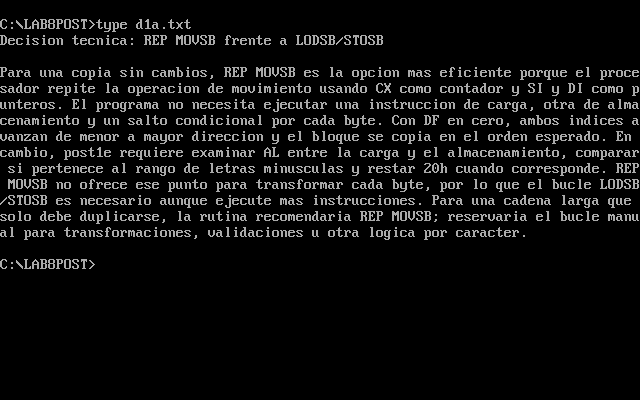 C:\LAB8POST>type d1a.txt
Decision tecnica: REP MOVSB frente a LODSB/STOSB
Para una copia sin cambios, REP MOVSB es la opcion mas eficiente porque el proce
sador repite la operacion de movimiento usando CX como contador y SI y DI como p
unteros. El programa no necesita ejecutar una instruccion de carga, otra de alma
cenamiento y un salto condicional por cada byte. Con DF en cero, ambos indices a
vanzan de menor a mayor direccion y el bloque se copia en el orden esperado. En
cambio, post1e requiere examinar AL entre la carga y el almacenamiento, comparar
 si pertenece al rango de letras minusculas y restar 20h cuando corresponde. REP
 MOVSB no ofrece ese punto para transformar cada byte, por lo que el bucle LODSB
/STOSB es necesario aunque ejecute mas instrucciones. Para una cadena larga que
solo debe duplicarse, la rutina recomendaria REP MOVSB; reservaria el bucle manu
al para transformaciones, validaciones u otra logica por caracter.
C:\LAB8POST>